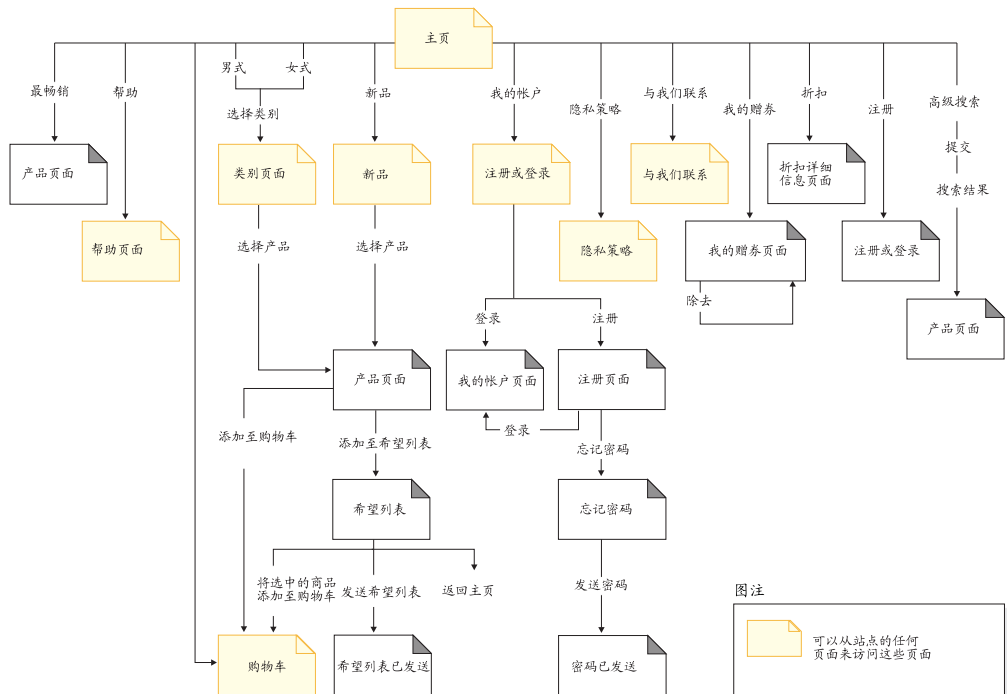 主页
男式
女式
最畅销
帮助
新品
我的帐户
隐私策略
与我们联系
我的赠券
折扣
注册
高级搜索
选择类别
提交
产品页面
类别页面
新品
注册或登录
与我们联系
折扣详细
信息页面
搜索结果
帮助页面
选择产品
选择产品
隐私策略
我的赠券页面
注册或登录
除去
登录
注册
产品页面
产品页面
我的帐户页面
注册页面
添加至购物车
添加至希望列表
登录
忘记密码
希望列表
忘记密码
将选中的商品
添加至购物车
发送希望列表
返回主页
发送密码
图注
购物车
希望列表已发送
密码已发送
可以从站点的任何
页面来访问这些页面